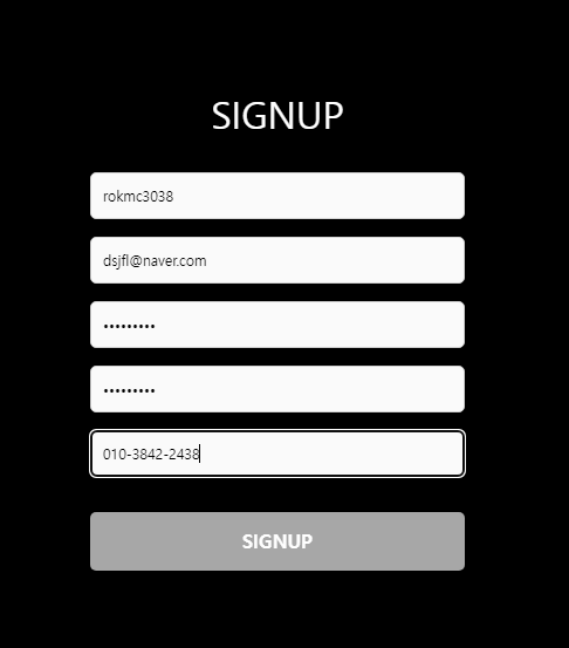 SIGNUP
rokmc3038
dsjfl@naver.com
•••••••••
•••••••••
010-3842-2438
SIGNUP